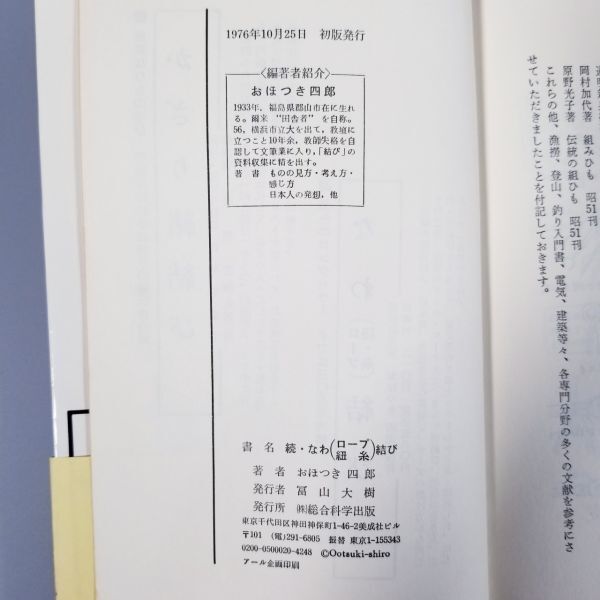 岡村加代著　組みひも　昭51刊
原野光子著　伝統の組ひも　昭51刊
これらの他、漁撈、登山、釣り入門書、電気、建築等々、各専門分野の多くの文献を参考にさ
せていただきましたことを付記しておきます。
1976年10月25日　初版発行
〈編著者紹介〉
おほつき四郎
1933年，福島県郡山市在に生れ
る。爾来“田舎者”を自称。
56，横浜市立大を出て，教壇に
立つこと10年余，教師失格を自
認して文筆業に入り，「結び」の
資料収集に精を出す。
著　書　ものの見方・考え方・
感じ方
日本人の発想，他
書　名　続・なわ(ロープ 紐　糸)結び
著　者　おほつき四郎
発行者　冨山大樹
発行所　㈱総合科学出版
東京千代田区神田神保町1-46-2美成社ビル
〒101　(電)291-6805　振替　東京1-155343
0200-0500020-4248　©Ootsuki-shiro
アール企画印刷